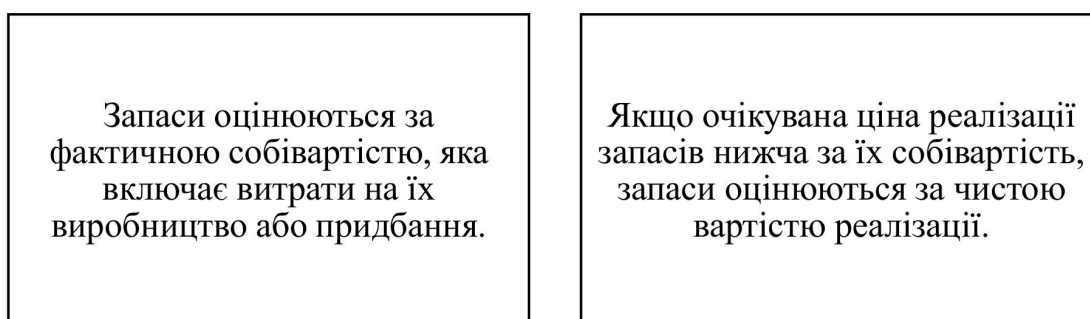 Запаси оцінюються за
фактичною собівартістю, яка
включає витрати на їх
виробництво або придбання.
Якщо очікувана ціна реалізації
запасів нижча за їх собівартість,
запаси оцінюються за чистою
вартістю реалізації.